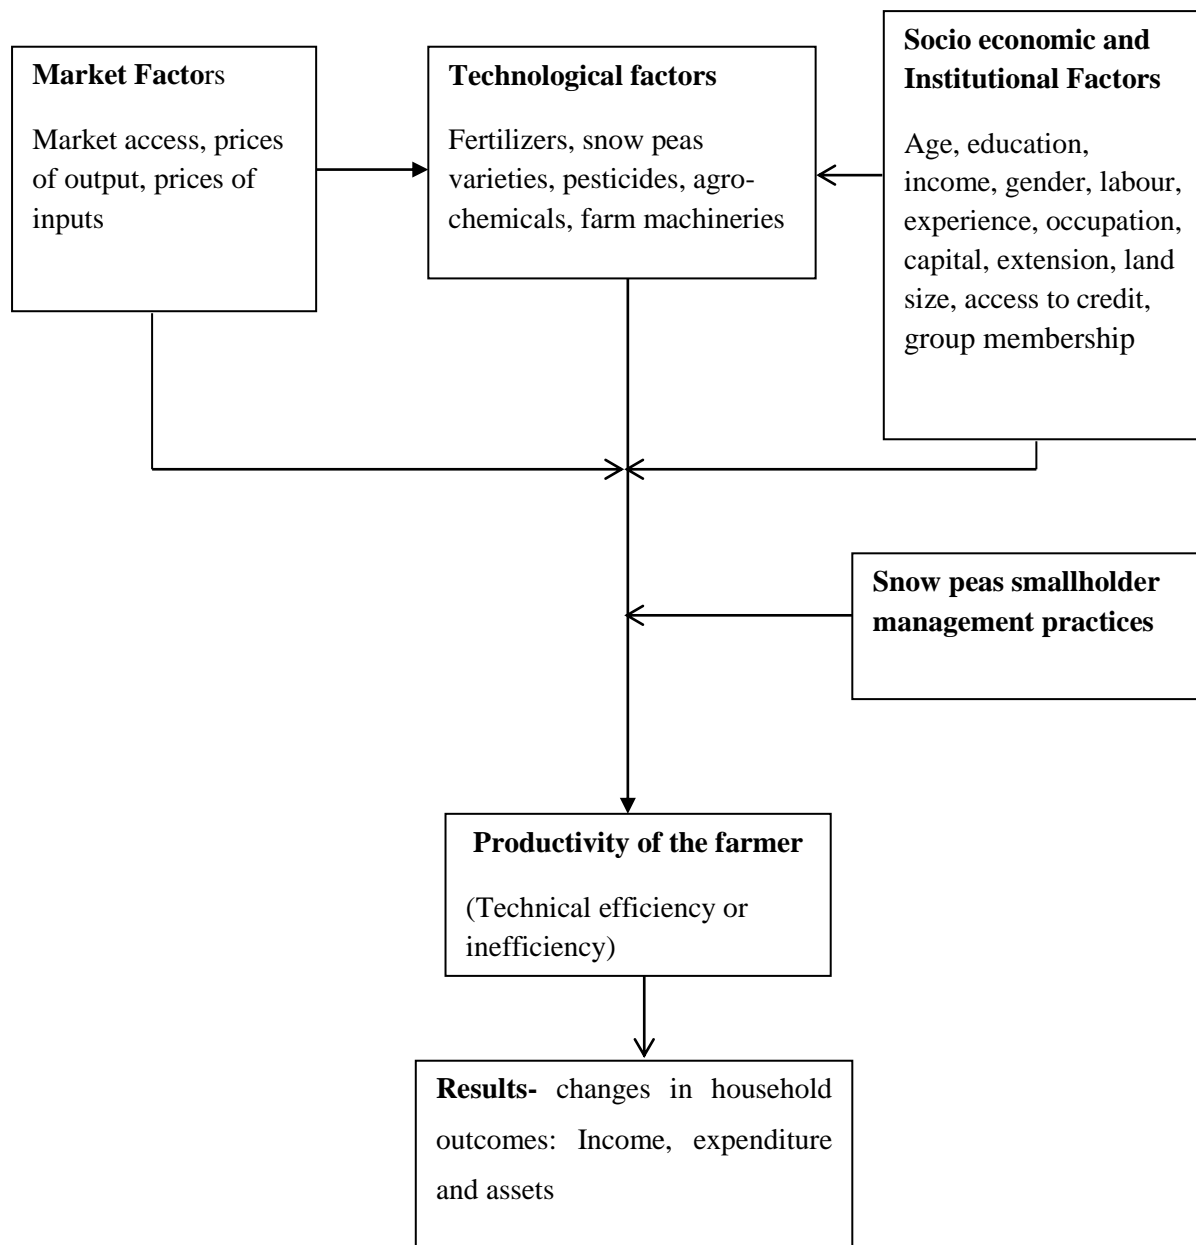 Market Factors
Market access, prices
of output, prices of
inputs
Technological factors
Fertilizers, snow peas
varieties, pesticides, agro-
chemicals, farm machineries
Socio economic and
Institutional Factors
Age, education,
income, gender, labour,
experience, occupation,
capital, extension, land
size, access to credit,
group membership
Snow peas smallholder
management practices
Productivity of the farmer
(Technical efficiency or
inefficiency)
Results- changes in household
outcomes: Income, expenditure
and assets